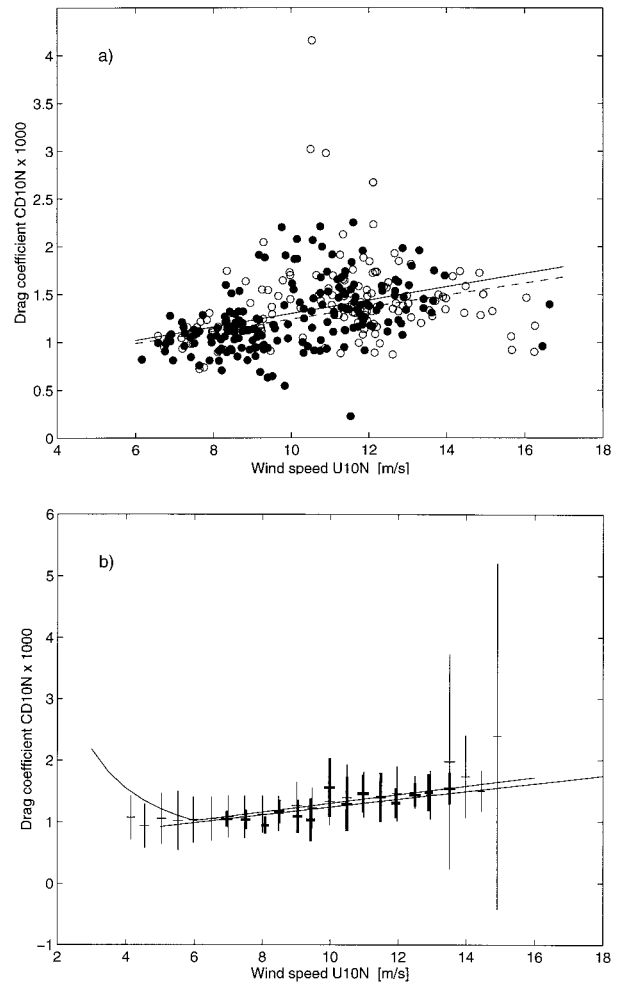 a)
4
3.5
3
2.5
2
1.5
1
0.5
0
Drag coefficient CD10N x 1000
4 6 8 10 12 14 16 18
Wind speed U10N [m/s]
b)
6
5
4
3
2
1
0
−1
Drag coefficient CD10N x 1000
2 4 6 8 10 12 14 16 18
Wind speed U10N [m/s]